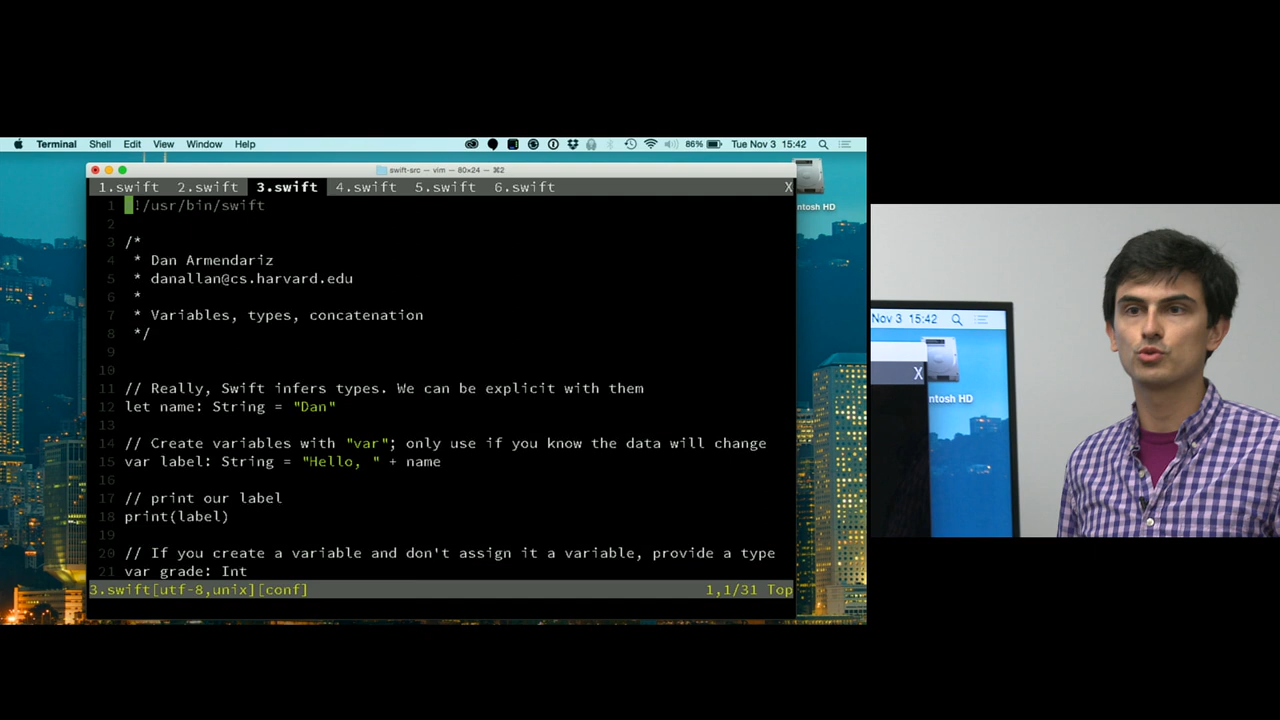 Terminal Shell Edit View Window Help 86% Tue Nov 3 15:42
swift-src — vim — 80×24 — ⌘2
1.swift 2.swift 3.swift 4.swift 5.swift 6.swift X
intosh HD
1 !/usr/bin/swift
2
3 /*
4 * Dan Armendariz
5 * danallan@cs.harvard.edu
6 *
7 * Variables, types, concatenation
8 */
9
10
11 // Really, Swift infers types. We can be explicit with them
12 let name: String = "Dan"
13
14 // Create variables with "var"; only use if you know the data will change
15 var label: String = "Hello, " + name
16
17 // print our label
18 print(label)
19
20 // If you create a variable and don't assign it a variable, provide a type
21 var grade: Int
3.swift[utf-8,unix][conf] 1,1/31 Top
Nov 3 15:42
X
ntosh HD